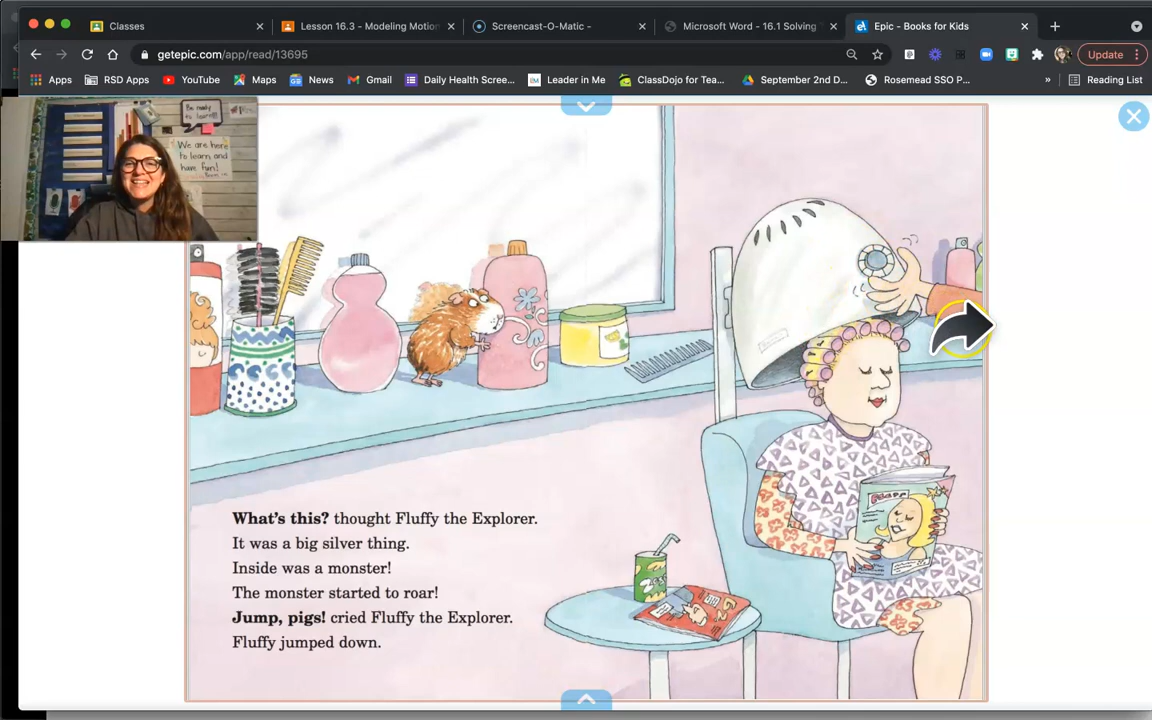 Classes
Lesson 16.3 - Modeling Motion
Screencast-O-Matic -
Microsoft Word - 16.1 Solving
Epic - Books for Kids
getepic.com/app/read/13695
Update
Apps
RSD Apps
YouTube
Maps
News
Gmail
Daily Health Scree...
Leader in Me
ClassDojo for Tea...
September 2nd D...
Rosemead SSO P...
»
Reading List
Be ready
to learn!!
We are here
to learn and
have fun!
What's this? thought Fluffy the Explorer.
It was a big silver thing.
Inside was a monster!
The monster started to roar!
Jump, pigs! cried Fluffy the Explorer.
Fluffy jumped down.